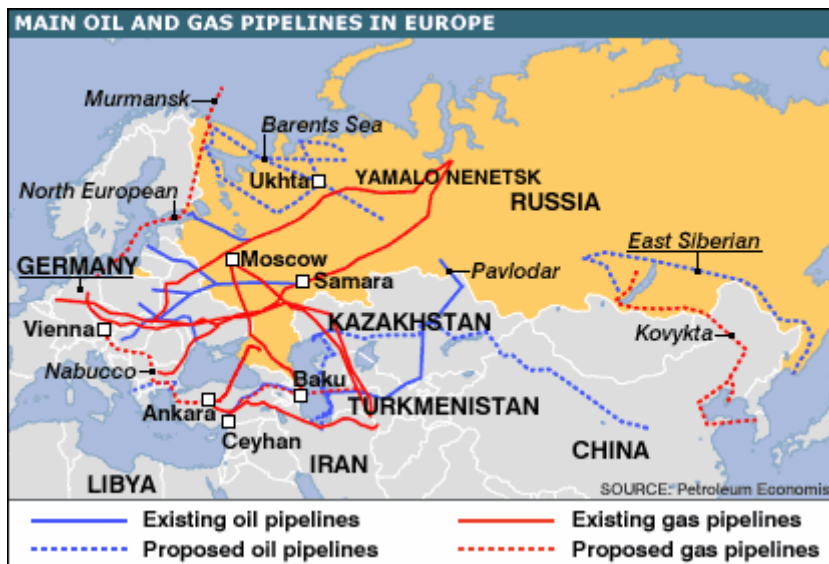 MAIN OIL AND GAS PIPELINES IN EUROPE
Murmansk
Barents Sea
Ukhta
YAMALO NENETSK
North European
RUSSIA
Moscow
East Siberian
GERMANY
Samara
Pavlodar
Vienna
KAZAKHSTAN
Kovykta
Nabucco
Baku
Ankara
TURKMENISTAN
Ceyhan
CHINA
IRAN
LIBYA
SOURCE: Petroleum Economis
Existing oil pipelines
Existing gas pipelines
Proposed oil pipelines
Proposed gas pipelines